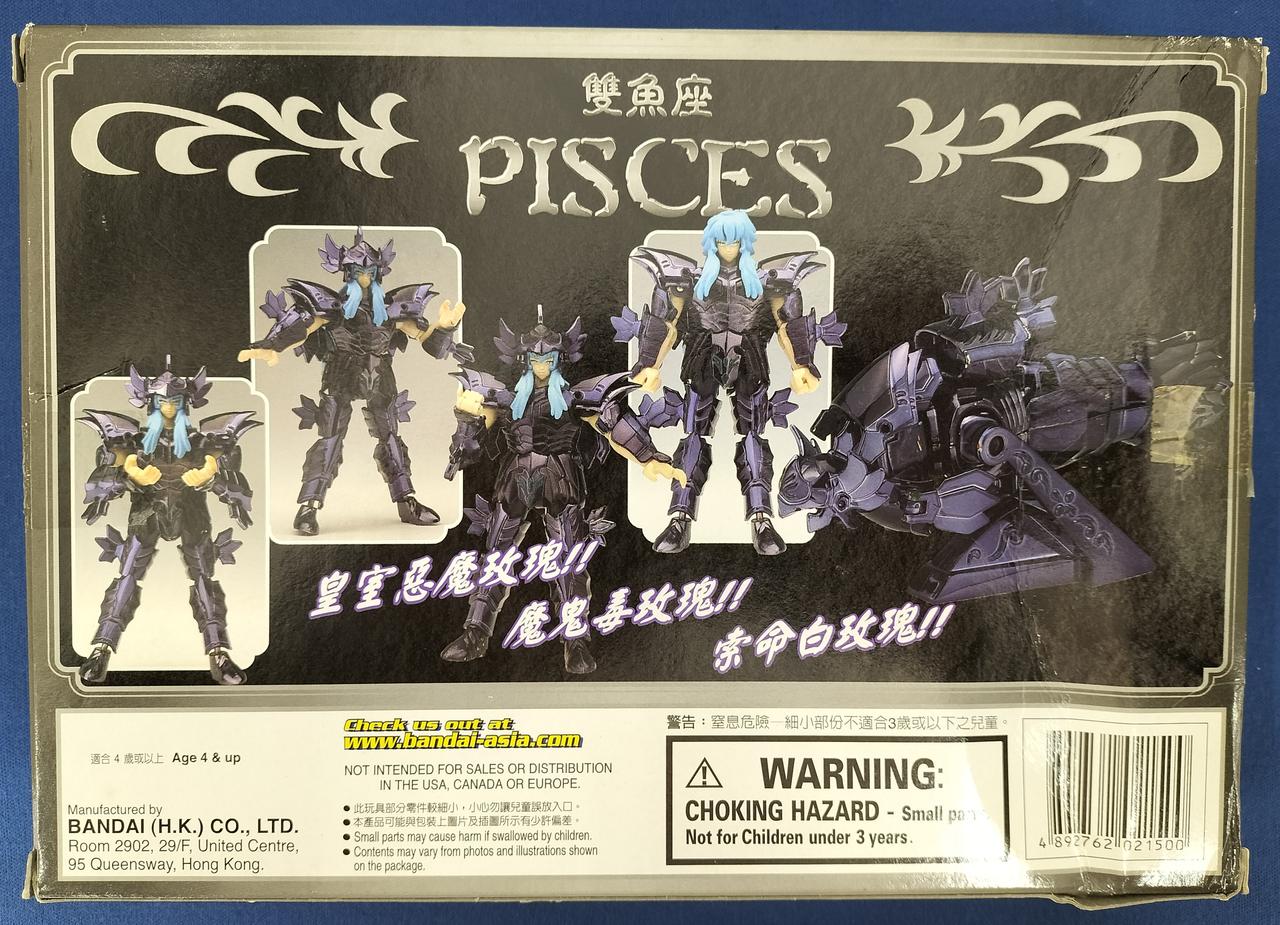 雙魚座
PISCES
皇室惡魔玫瑰!!
魔鬼毒玫瑰!!
索命白玫瑰!!
適合 4 歲或以上 Age 4 & up
Manufactured by
BANDAI (H.K.) CO., LTD.
Room 2902, 29/F, United Centre,
95 Queensway, Hong Kong.
Check us out at
www.bandai-asia.com
NOT INTENDED FOR SALES OR DISTRIBUTION
IN THE USA, CANADA OR EUROPE.
● 此玩具部分零件較細小，小心勿讓兒童誤放入口。
● 本產品可能與包裝上圖片及插圖所示有少許偏差。
● Small parts may cause harm if swallowed by children.
● Contents may vary from photos and illustrations shown
on the package.
警告：窒息危險—細小部份不適合3歲或以下之兒童。
WARNING:
CHOKING HAZARD - Small
Not for Children under 3 years.
4 892762 021500